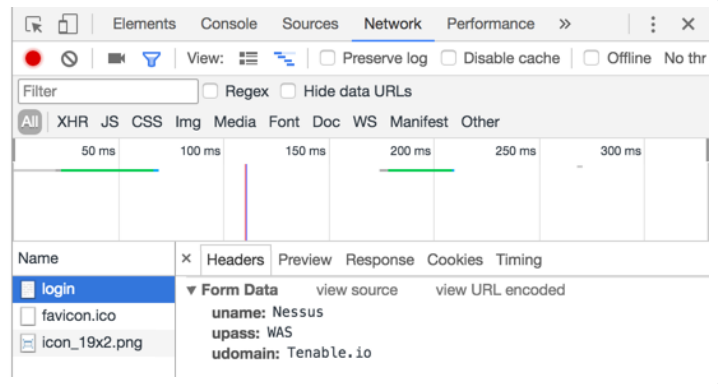 Elements Console Sources Network Performance »
View: Preserve log Disable cache Offline No thr
Filter Regex Hide data URLs
All XHR JS CSS Img Media Font Doc WS Manifest Other
50 ms 100 ms 150 ms 200 ms 250 ms 300 ms
Name × Headers Preview Response Cookies Timing
login ▼ Form Data view source view URL encoded
favicon.ico uname: Nessus
upass: WAS
icon_19x2.png udomain: Tenable.io